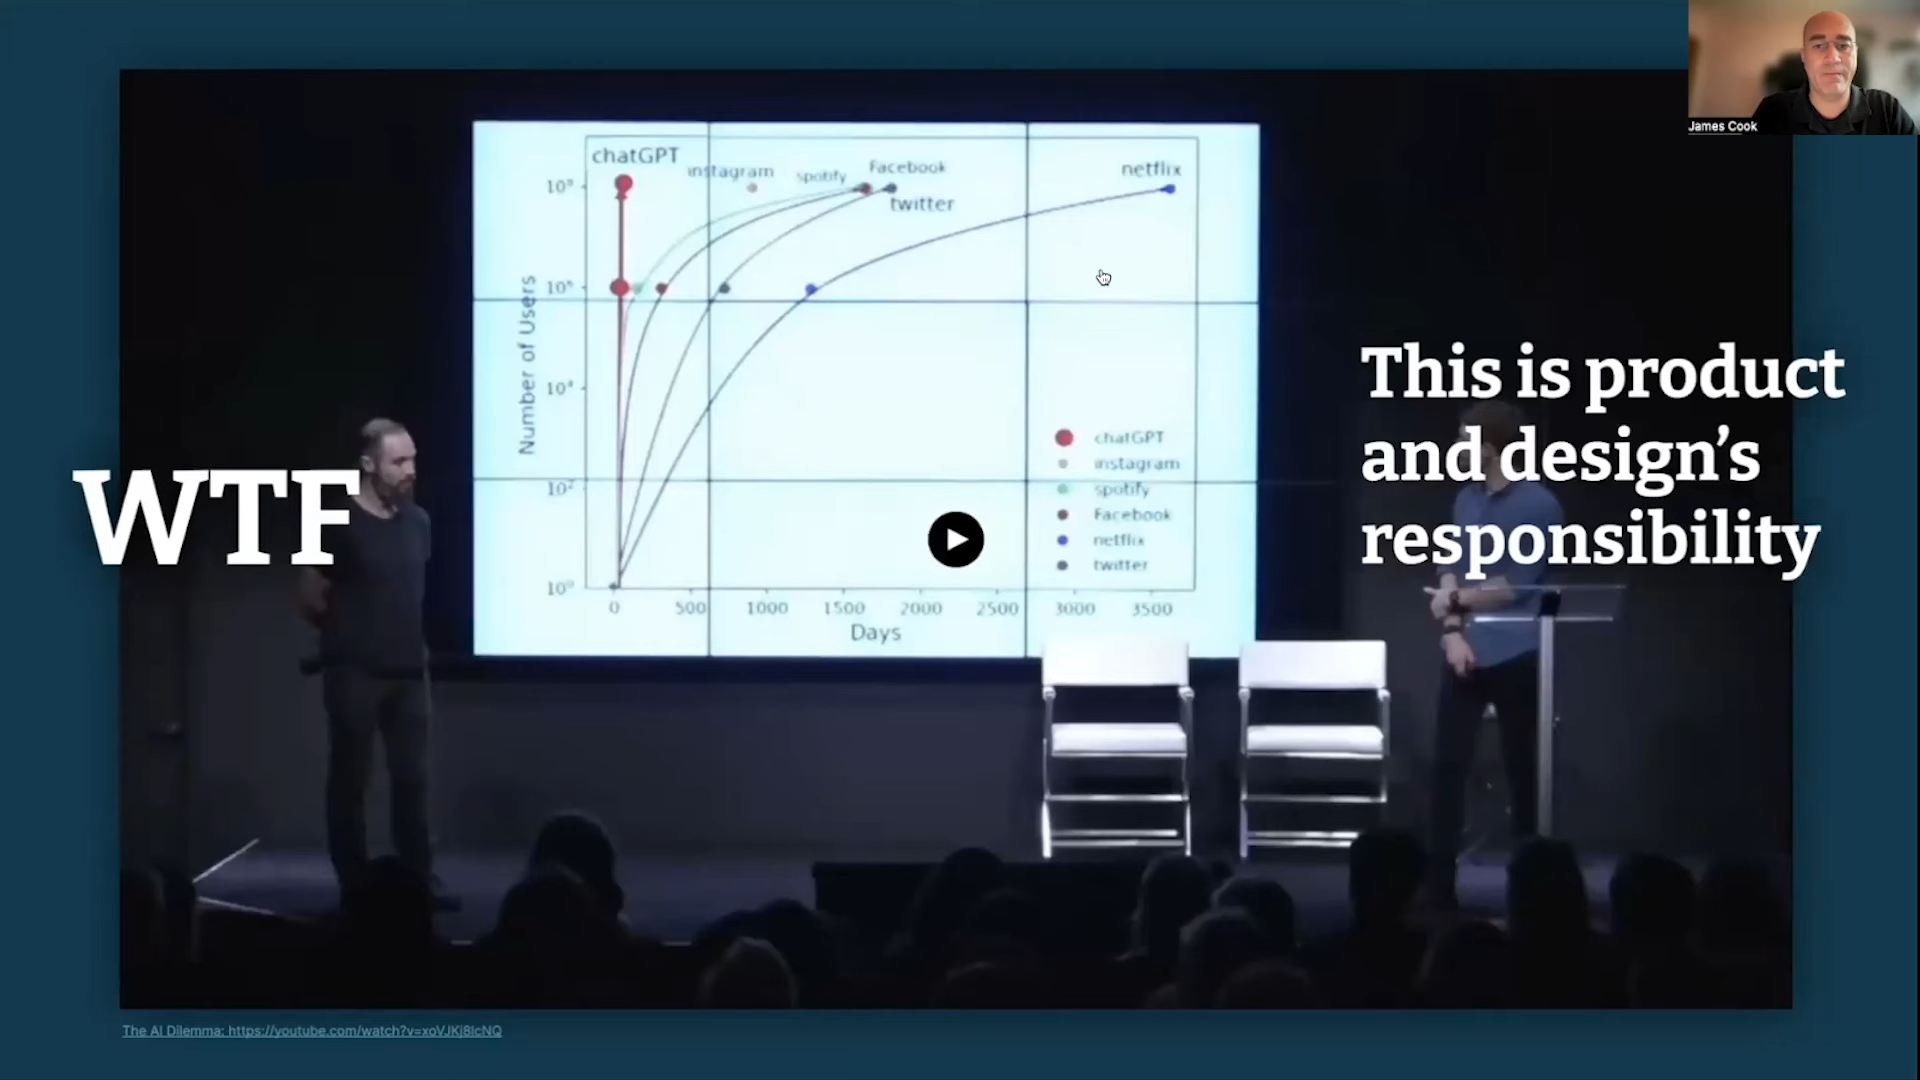 James Cook
chatGPT
instagram
spotify
Facebook
netflix
twitter
Number of Users
10⁶
10⁴
10²
10⁰
chatGPT
instagram
spotify
Facebook
netflix
twitter
0 500 1000 1500 2000 2500 3000 3500
Days
WTF
This is product
and design’s
responsibility
The AI Dilemma: https://youtube.com/watch?v=xoVJKj8lcNQ